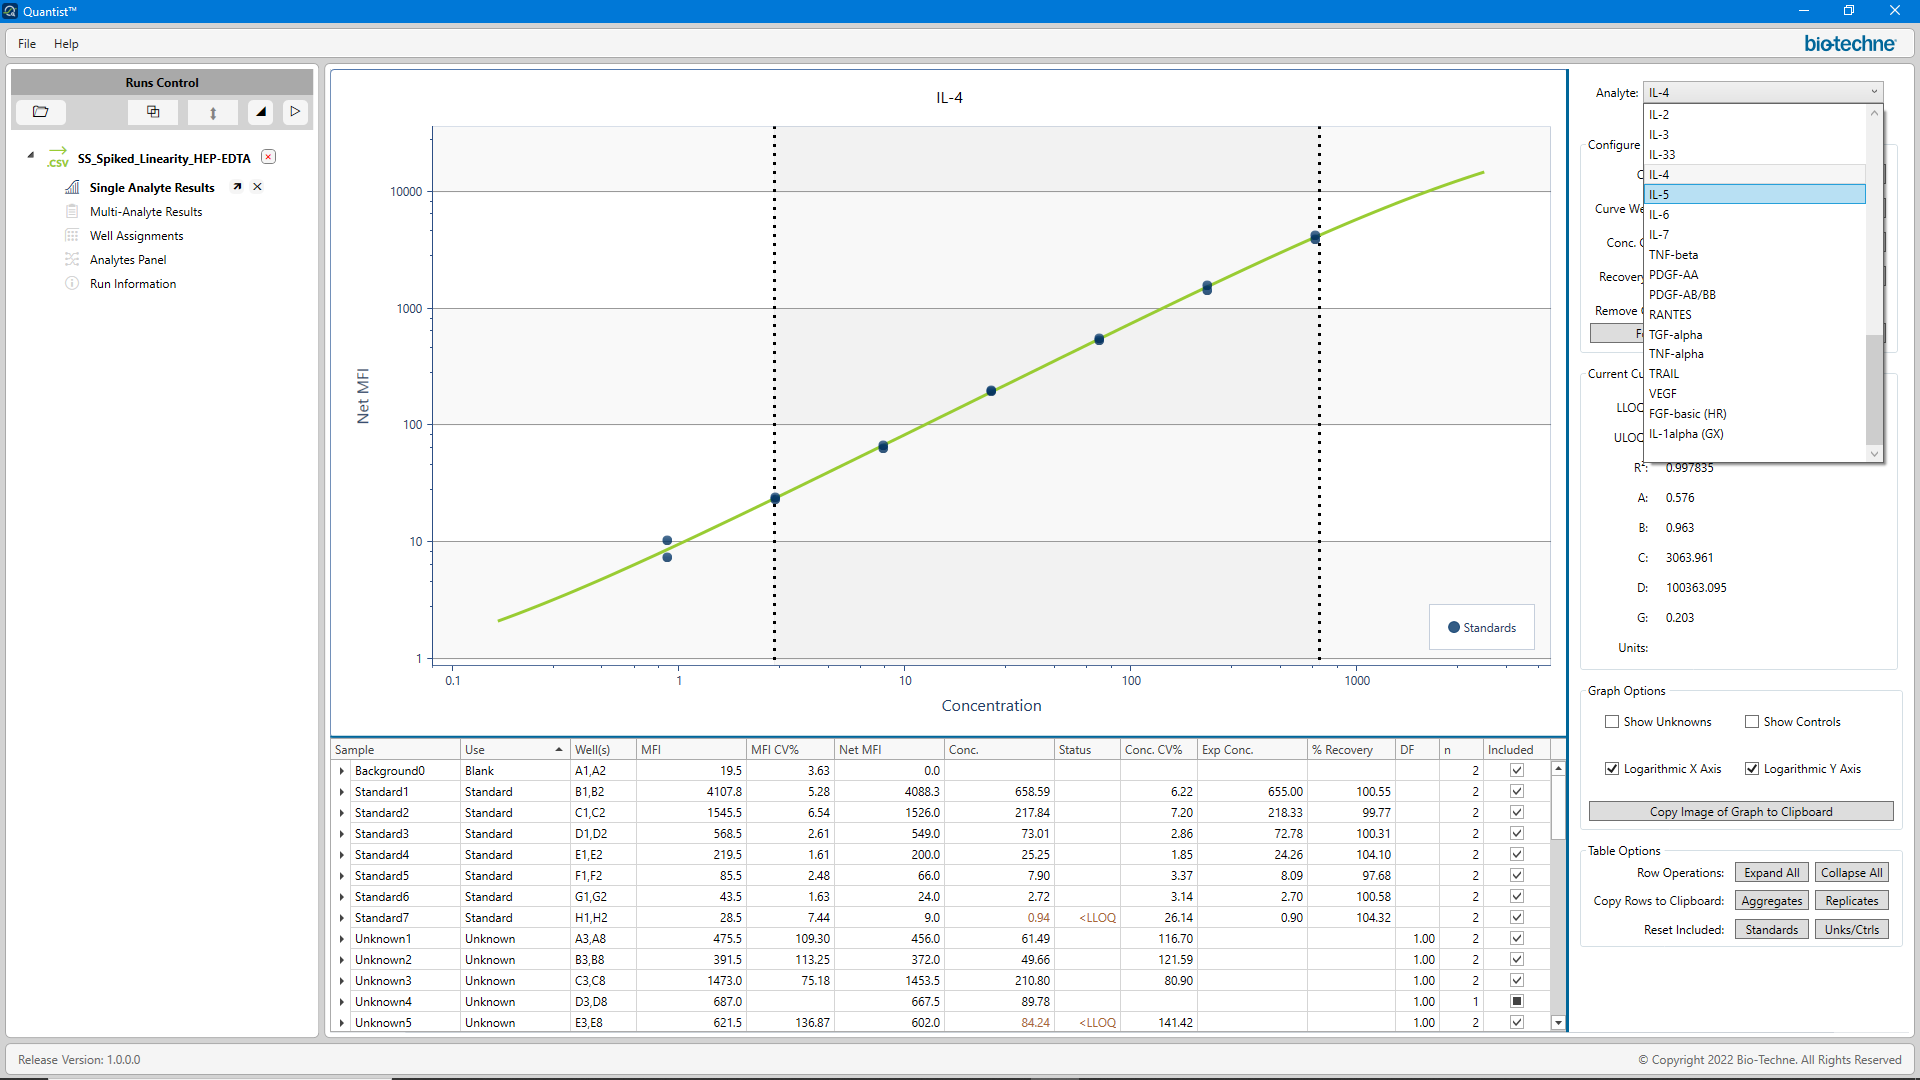 Quantist™
File Help
bio-techne
Runs Control
SS_Spiked_Linearity_HEP-EDTA
.CSV
Single Analyte Results
Multi-Analyte Results
Well Assignments
Analytes Panel
Run Information
IL-4
10000
1000
100
10
1
Net MFI
0.1 1 10 100 1000
Concentration
Standards
Analyte: IL-4
IL-2
IL-3
IL-33
IL-4
IL-5
IL-6
IL-7
TNF-beta
PDGF-AA
PDGF-AB/BB
RANTES
TGF-alpha
TNF-alpha
TRAIL
VEGF
FGF-basic (HR)
IL-1alpha (GX)
Configure
Curve We
Conc. C
Recovery
Remove
Current Cu
LLOQ
ULOQ
R²: 0.997835
A: 0.576
B: 0.963
C: 3063.961
D: 100363.095
G: 0.203
Units:
Graph Options
Show Unknowns Show Controls
Logarithmic X Axis Logarithmic Y Axis
Copy Image of Graph to Clipboard
Table Options
Row Operations: Expand All Collapse All
Copy Rows to Clipboard: Aggregates Replicates
Reset Included: Standards Unks/Ctrls
Sample Use Well(s) MFI MFI CV% Net MFI Conc. Status Conc. CV% Exp Conc. % Recovery DF n Included
Background0 Blank A1,A2 19.5 3.63 0.0 2
Standard1 Standard B1,B2 4107.8 5.28 4088.3 658.59 6.22 655.00 100.55 2
Standard2 Standard C1,C2 1545.5 6.54 1526.0 217.84 7.20 218.33 99.77 2
Standard3 Standard D1,D2 568.5 2.61 549.0 73.01 2.86 72.78 100.31 2
Standard4 Standard E1,E2 219.5 1.61 200.0 25.25 1.85 24.26 104.10 2
Standard5 Standard F1,F2 85.5 2.48 66.0 7.90 3.37 8.09 97.68 2
Standard6 Standard G1,G2 43.5 1.63 24.0 2.72 3.14 2.70 100.58 2
Standard7 Standard H1,H2 28.5 7.44 9.0 0.94 <LLOQ 26.14 0.90 104.32 2
Unknown1 Unknown A3,A8 475.5 109.30 456.0 61.49 116.70 1.00 2
Unknown2 Unknown B3,B8 391.5 113.25 372.0 49.66 121.59 1.00 2
Unknown3 Unknown C3,C8 1473.0 75.18 1453.5 210.80 80.90 1.00 2
Unknown4 Unknown D3,D8 687.0 667.5 89.78 1.00 1
Unknown5 Unknown E3,E8 621.5 136.87 602.0 84.24 <LLOQ 141.42 1.00 2
Release Version: 1.0.0.0
© Copyright 2022 Bio-Techne. All Rights Reserved